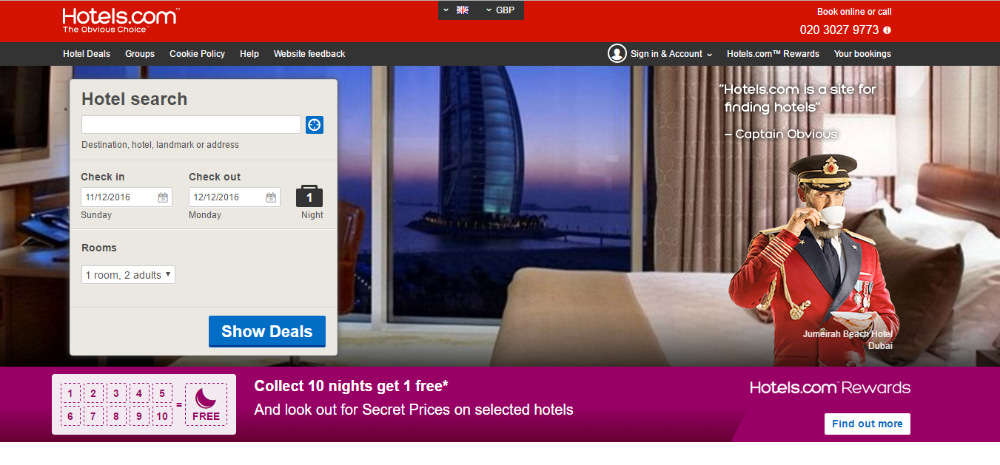 Hotels.com™
The Obvious Choice™
GBP
Book online or call
020 3027 9773
Hotel Deals
Groups
Cookie Policy
Help
Website feedback
Sign in & Account
Hotels.com™ Rewards
Your bookings
Hotel search
Destination, hotel, landmark or address
Check in
Check out
11/12/2016
12/12/2016
1
Sunday
Monday
Night
Rooms
1 room, 2 adults
Show Deals
"Hotels.com is a site for
finding hotels"
– Captain Obvious
Jumeirah Beach Hotel
Dubai
1 2 3 4 5
6 7 8 9 10
=
FREE
Collect 10 nights get 1 free*
And look out for Secret Prices on selected hotels
Hotels.com™ Rewards
Find out more